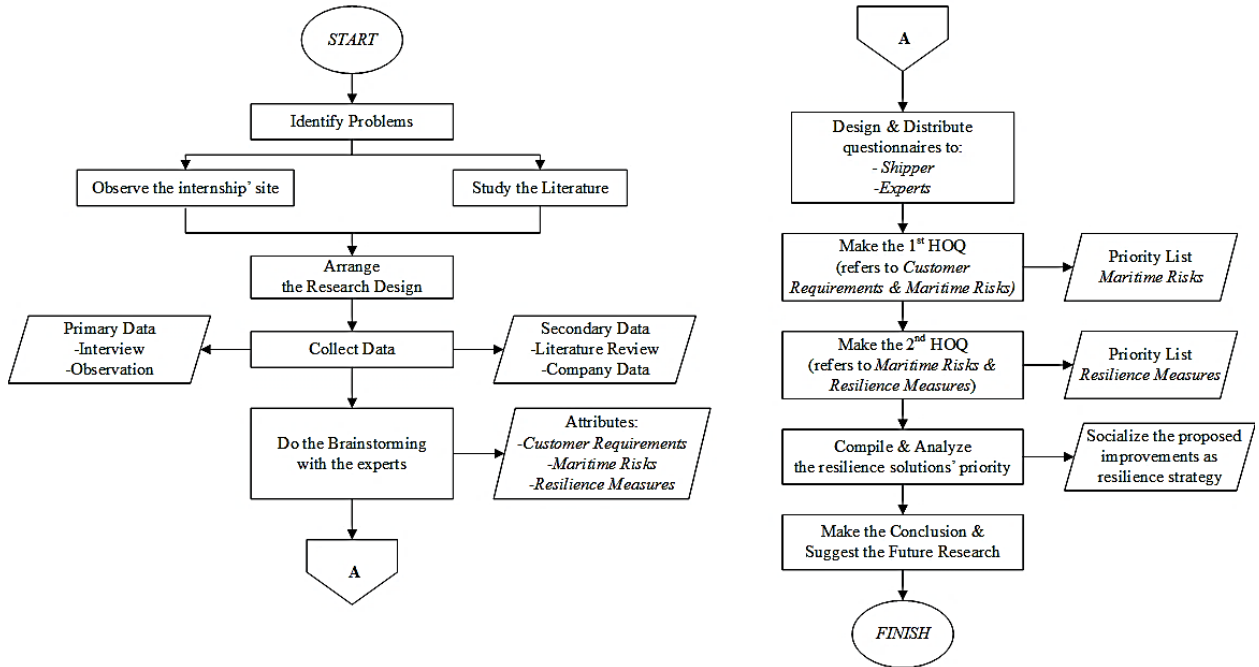 START
Identify Problems
Observe the internship' site
Study the Literature
Arrange
the Research Design
Collect Data
Primary Data
-Interview
-Observation
Secondary Data
-Literature Review
-Company Data
Do the Brainstorming
with the experts
Attributes:
-Customer Requirements
-Maritime Risks
-Resilience Measures
A
A
Design & Distribute
questionnaires to:
- Shipper
-Experts
Make the 1st HOQ
(refers to Customer
Requirements & Maritime Risks)
Priority List
Maritime Risks
Make the 2nd HOQ
(refers to Maritime Risks &
Resilience Measures)
Priority List
Resilience Measures
Compile & Analyze
the resilience solutions' priority
Socialize the proposed
improvements as
resilience strategy
Make the Conclusion &
Suggest the Future Research
FINISH